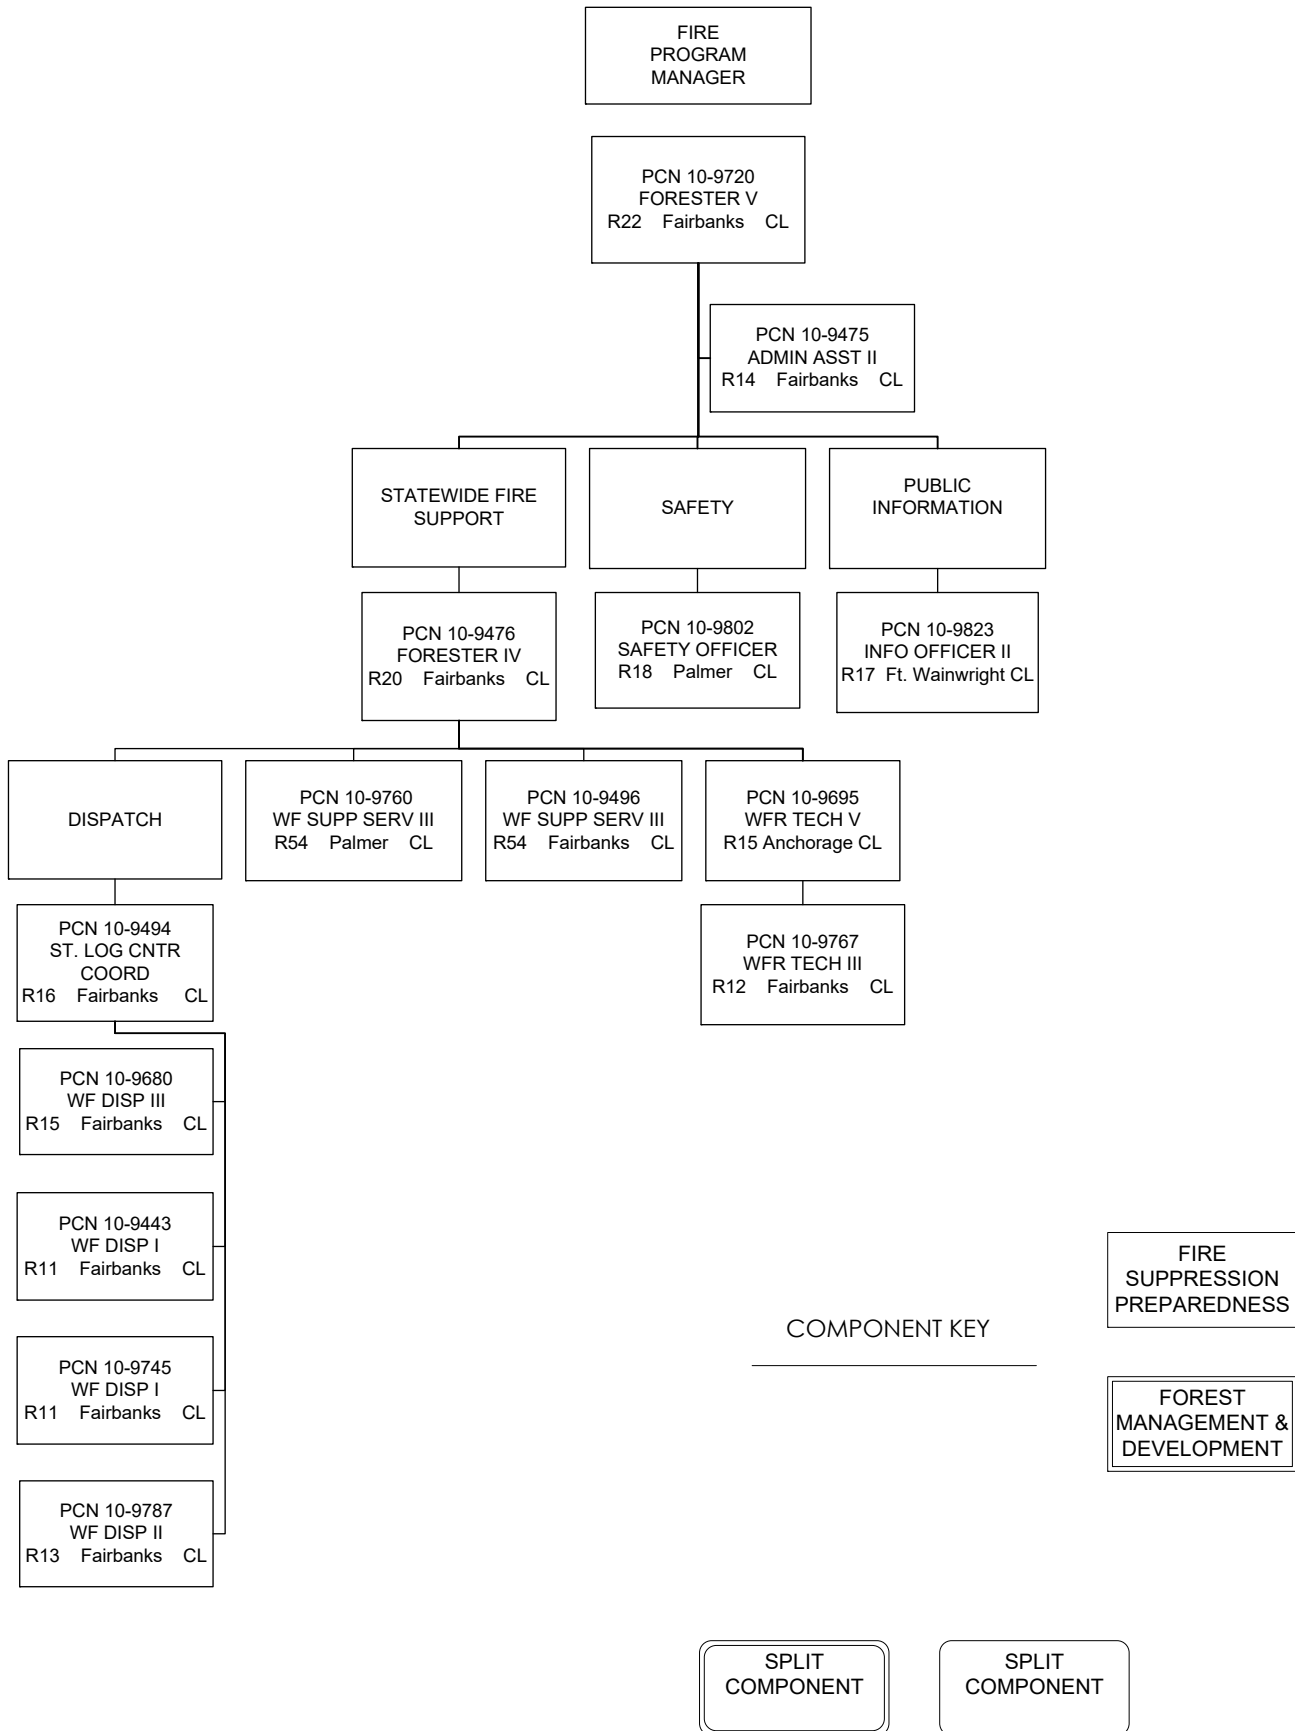 FIRE
PROGRAM
MANAGER
PCN 10-9720
FORESTER V
R22 Fairbanks CL
PCN 10-9475
ADMIN ASST II
R14 Fairbanks CL
STATEWIDE FIRE
SUPPORT
SAFETY
PUBLIC
INFORMATION
PCN 10-9476
FORESTER IV
R20 Fairbanks CL
PCN 10-9802
SAFETY OFFICER
R18 Palmer CL
PCN 10-9823
INFO OFFICER II
R17 Ft. Wainwright CL
DISPATCH
PCN 10-9760
WF SUPP SERV III
R54 Palmer CL
PCN 10-9496
WF SUPP SERV III
R54 Fairbanks CL
PCN 10-9695
WFR TECH V
R15 Anchorage CL
PCN 10-9494
ST. LOG CNTR
COORD
R16 Fairbanks CL
PCN 10-9767
WFR TECH III
R12 Fairbanks CL
PCN 10-9680
WF DISP III
R15 Fairbanks CL
PCN 10-9443
WF DISP I
R11 Fairbanks CL
PCN 10-9745
WF DISP I
R11 Fairbanks CL
PCN 10-9787
WF DISP II
R13 Fairbanks CL
COMPONENT KEY
FIRE
SUPPRESSION
PREPAREDNESS
FOREST
MANAGEMENT &
DEVELOPMENT
SPLIT
COMPONENT
SPLIT
COMPONENT